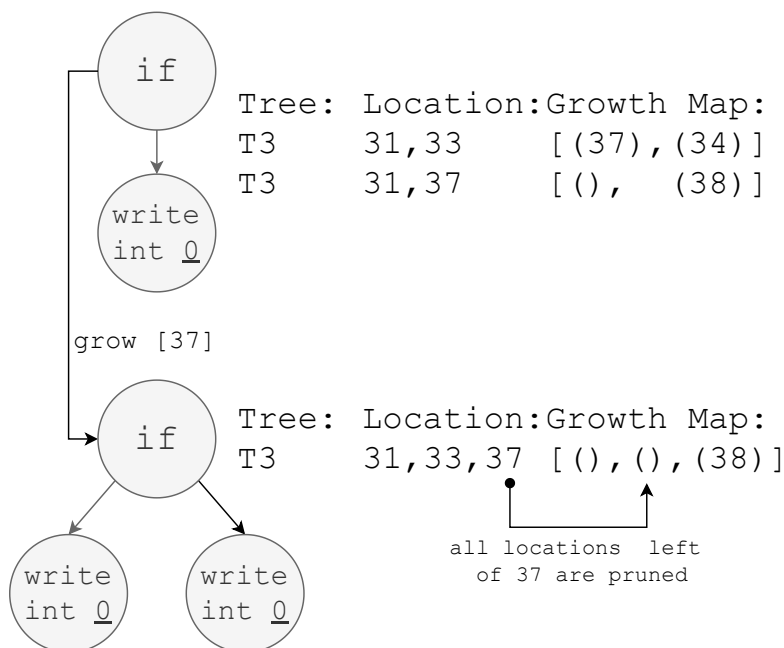 if
Tree: Location:Growth Map:
T3 31,33 [(37),(34)]
T3 31,37 [(), (38)]
write
int 0
grow [37]
if
Tree: Location:Growth Map:
T3 31,33,37 [(),(),(38)]
all locations left
of 37 are pruned
write
int 0
write
int 0